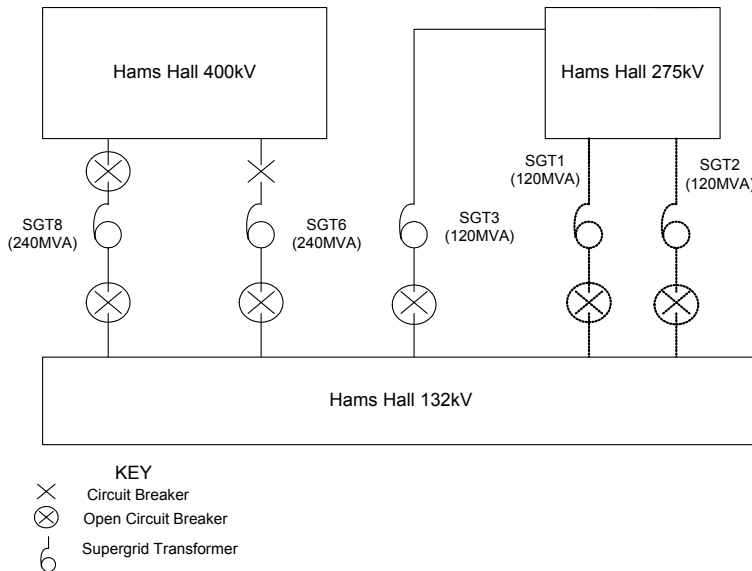 Hams Hall 400kV
Hams Hall 275kV
SGT1
(120MVA)
SGT2
(120MVA)
SGT8
(240MVA)
SGT6
(240MVA)
SGT3
(120MVA)
Hams Hall 132kV
KEY
Circuit Breaker
Open Circuit Breaker
Supergrid Transformer